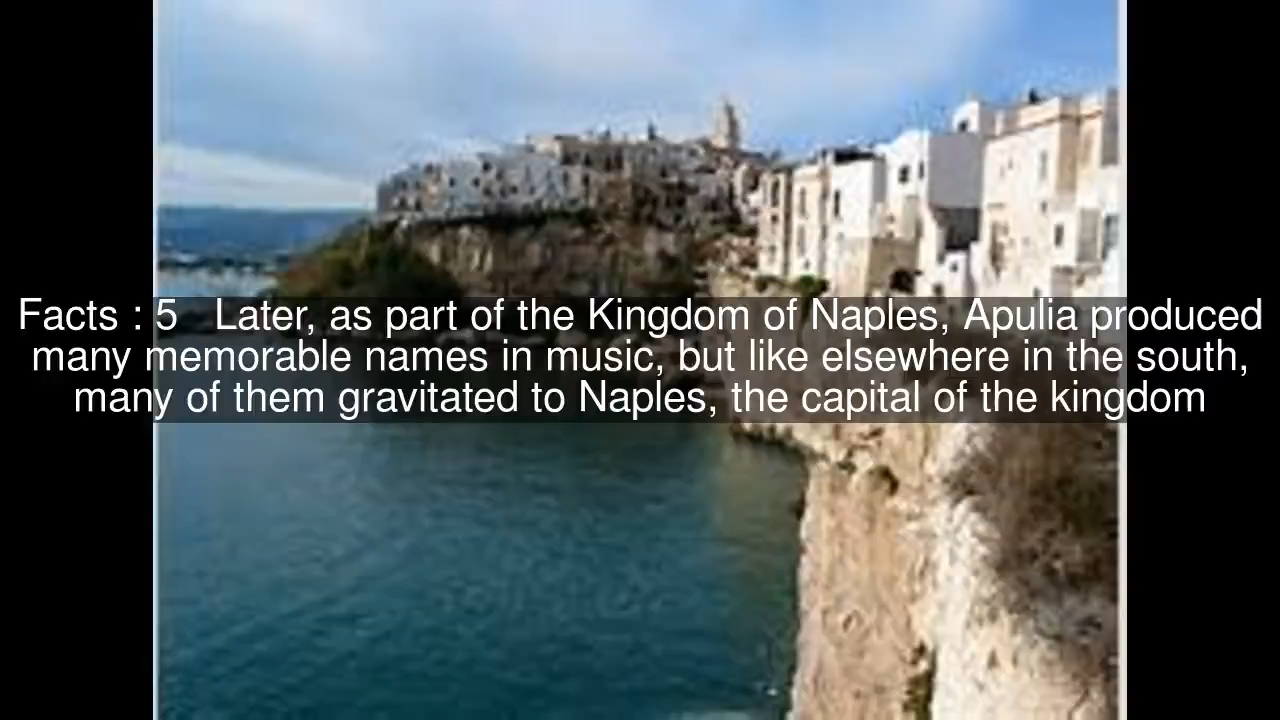 Facts : 5   Later, as part of the Kingdom of Naples, Apulia produced
many memorable names in music, but like elsewhere in the south,
many of them gravitated to Naples, the capital of the kingdom